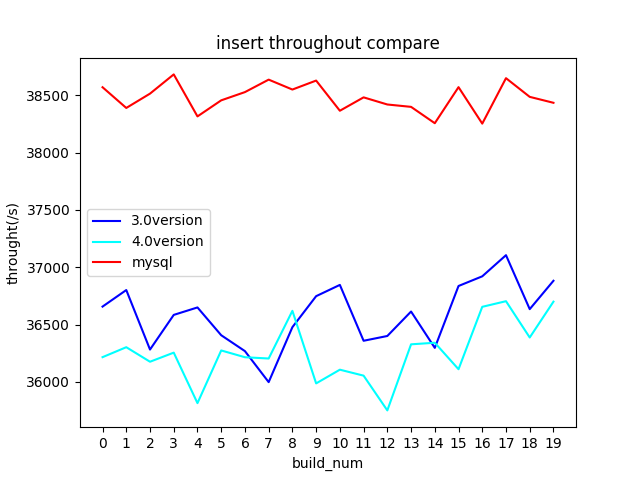 insert throughout compare
throught(/s)
38500
38000
37500
37000
36500
36000
3.0version
4.0version
mysql
0 1 2 3 4 5 6 7 8 9 10 11 12 13 14 15 16 17 18 19
build_num